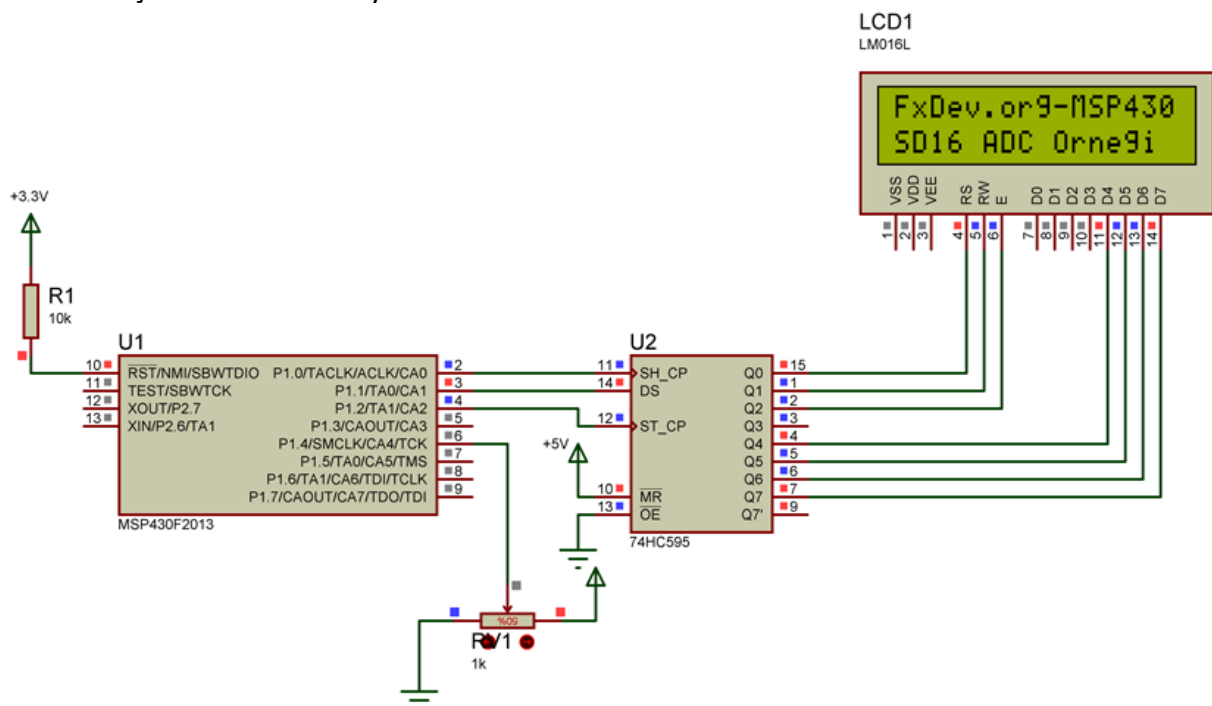 LCD1
LM016L
FxDev.org-MSP430
SD16 ADC Ornegi
VSS
VDD
VEE
RS
RW
E
D0
D1
D2
D3
D4
D5
D6
D7
1
2
3
4
5
6
7
8
9
10
11
12
13
14
+3.3V
R1
10k
U1
10 RST/NMI/SBWTDIO P1.0/TACLK/ACLK/CA0 2
11 TEST/SBWTCK P1.1/TA0/CA1 3
12 XOUT/P2.7 P1.2/TA1/CA2 4
13 XIN/P2.6/TA1 P1.3/CAOUT/CA3 5
P1.4/SMCLK/CA4/TCK 6
P1.5/TA0/CA5/TMS 7
P1.6/TA1/CA6/TDI/TCLK 8
P1.7/CAOUT/CA7/TDO/TDI 9
MSP430F2013
U2
11 SH_CP Q0 15
14 DS Q1 1
Q2 2
12 ST_CP Q3 3
Q4 4
+5V
Q5 5
Q6 6
10 MR Q7 7
13 OE Q7' 9
74HC595
50%
RV1
1k